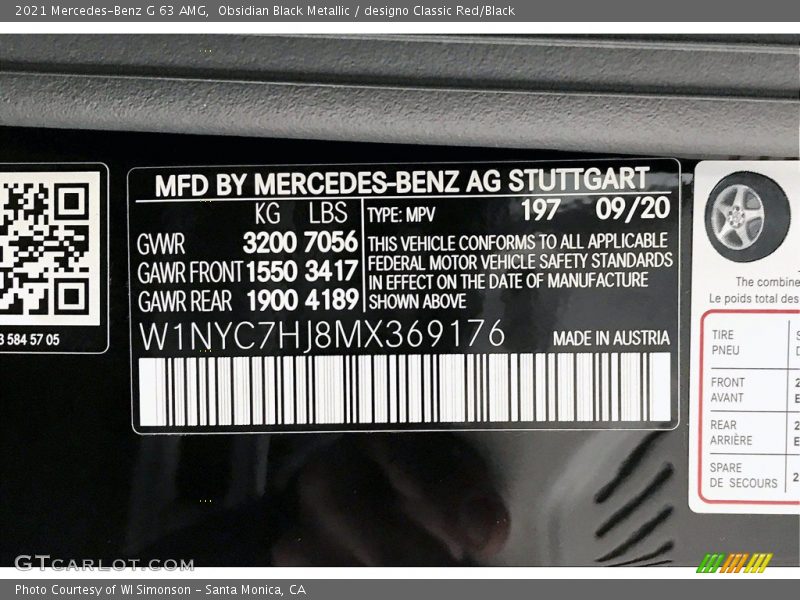 2021 Mercedes-Benz G 63 AMG, Obsidian Black Metallic / designo Classic Red/Black
MFD BY MERCEDES-BENZ AG STUTTGART
KG LBS TYPE: MPV 197 09/20
GWR 3200 7056
GAWR FRONT 1550 3417
GAWR REAR 1900 4189
THIS VEHICLE CONFORMS TO ALL APPLICABLE
FEDERAL MOTOR VEHICLE SAFETY STANDARDS
IN EFFECT ON THE DATE OF MANUFACTURE
SHOWN ABOVE
W1NYC7HJ8MX369176 MADE IN AUSTRIA
584 57 05
The combine
Le poids total des
TIRE
PNEU
FRONT
AVANT
REAR
ARRIÈRE
SPARE
DE SECOURS
GTCARLOT.COM
Photo Courtesy of WI Simonson - Santa Monica, CA